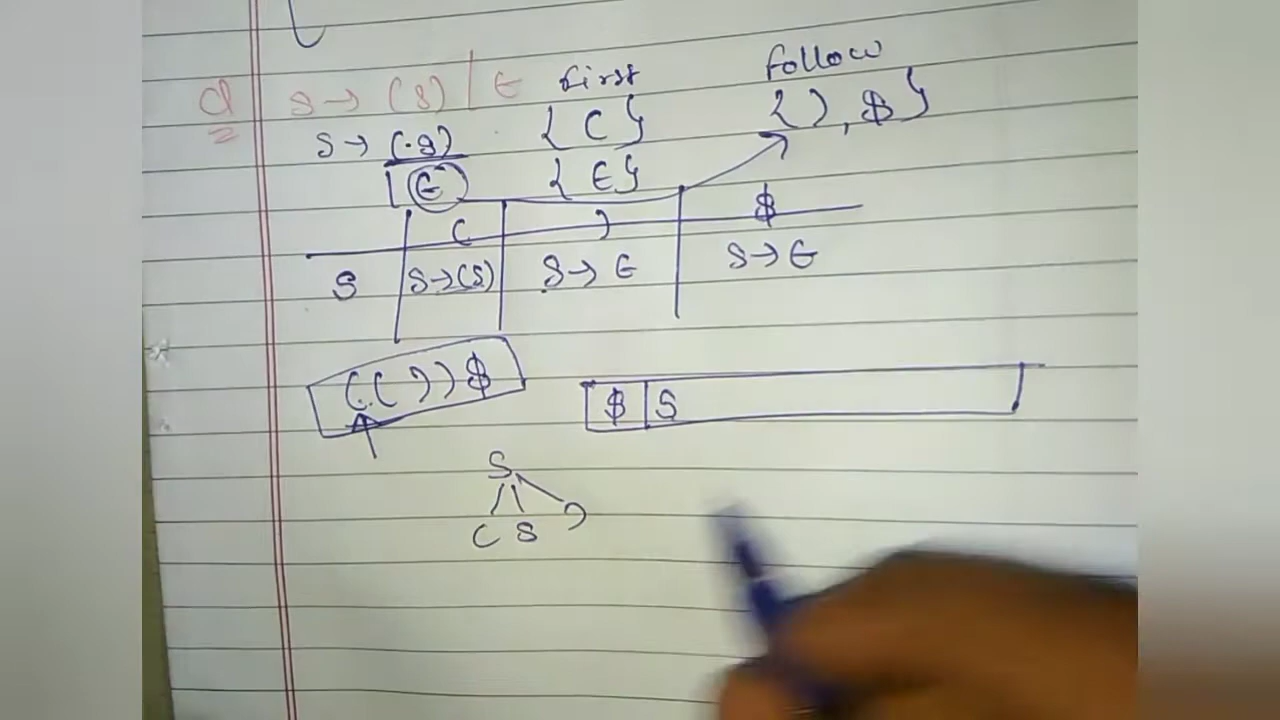 Q S → (S) | ϵ First Follow
S → (·S) { ( } { ), $ }
| ϵ { ϵ }
( ) $
S S→(S) S→ ϵ S→ϵ
(( ))$ $ S
S
( S )